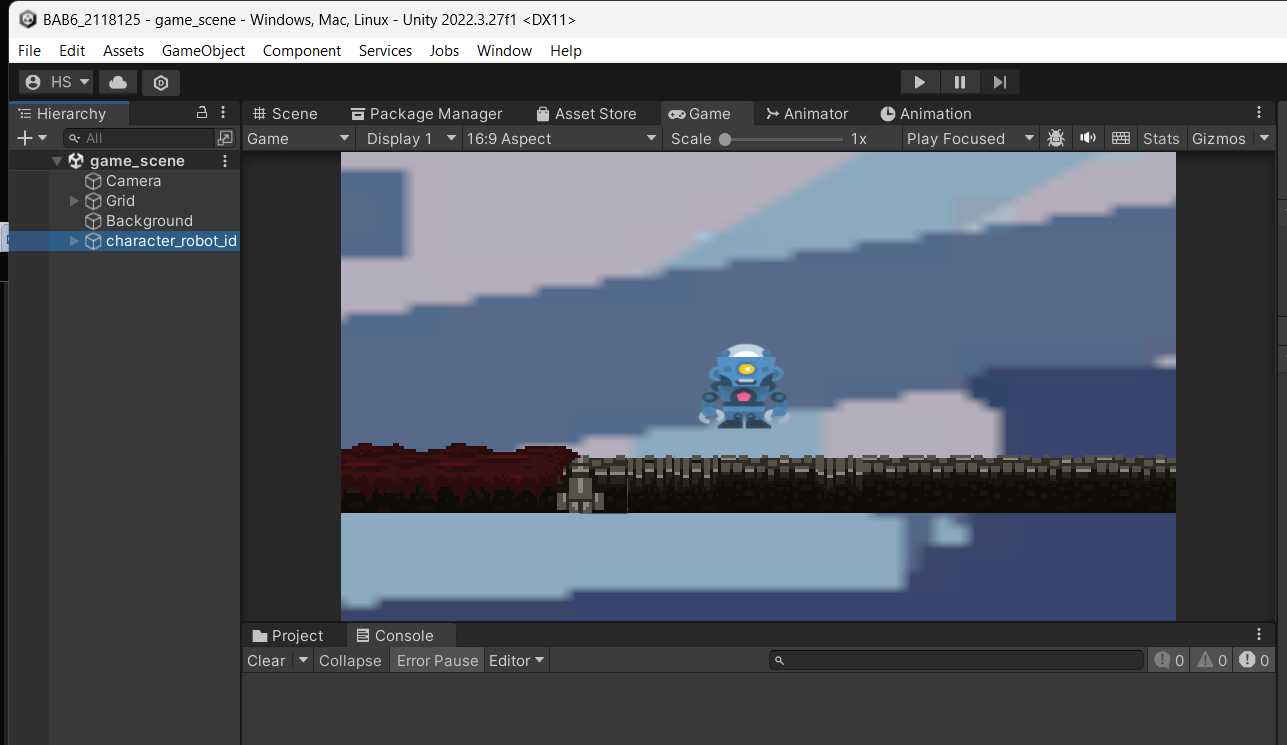 BAB6_2118125 - game_scene - Windows, Mac, Linux - Unity 2022.3.27f1 <DX11>
File Edit Assets GameObject Component Services Jobs Window Help
HS
Hierarchy
All
game_scene
Camera
Grid
Background
character_robot_id
Scene Package Manager Asset Store Game Animator Animation
Game Display 1 16:9 Aspect Scale 1x Play Focused Stats Gizmos
Project Console
Clear Collapse Error Pause Editor 0 0 0